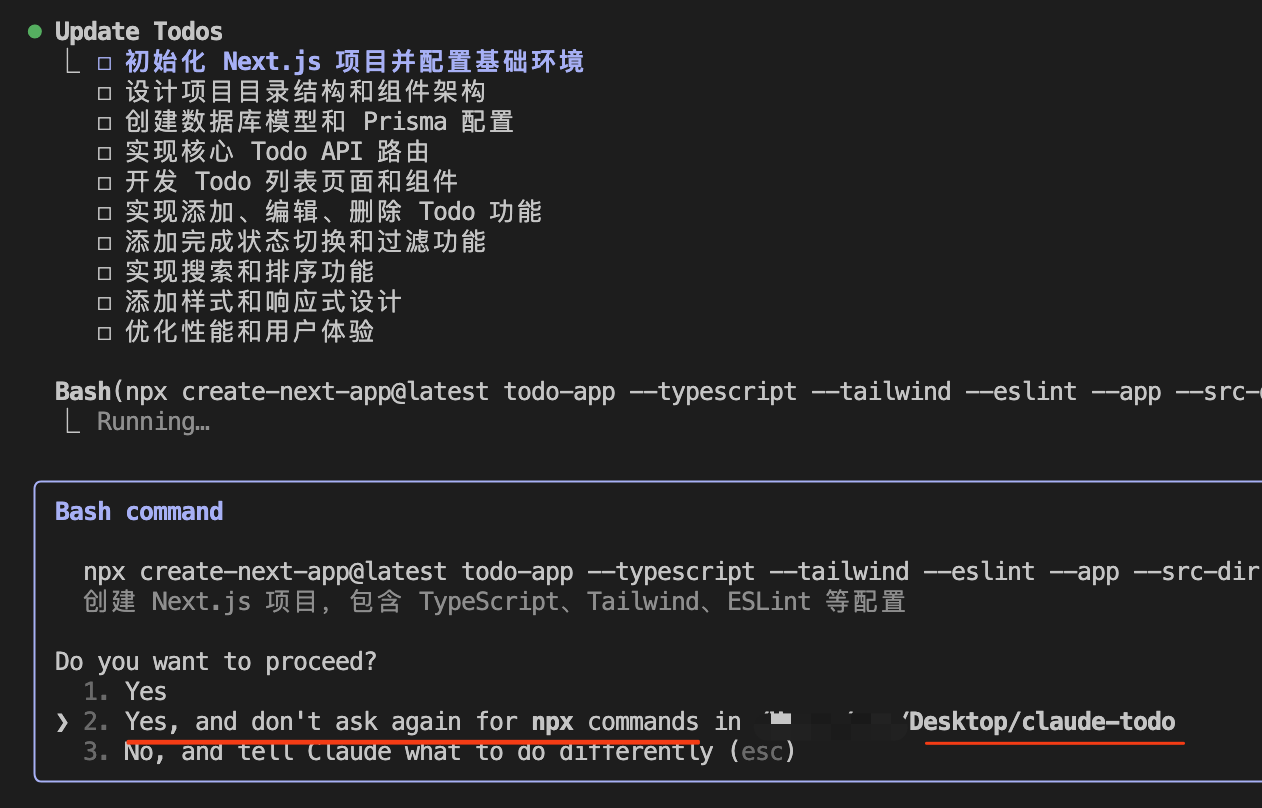 Update Todos
□ 初始化 Next.js 项目并配置基础环境
□ 设计项目目录结构和组件架构
□ 创建数据库模型和 Prisma 配置
□ 实现核心 Todo API 路由
□ 开发 Todo 列表页面和组件
□ 实现添加、编辑、删除 Todo 功能
□ 添加完成状态切换和过滤功能
□ 实现搜索和排序功能
□ 添加样式和响应式设计
□ 优化性能和用户体验
Bash(npx create-next-app@latest todo-app --typescript --tailwind --eslint --app --src-
Running…
Bash command
npx create-next-app@latest todo-app --typescript --tailwind --eslint --app --src-dir
创建 Next.js 项目，包含 TypeScript、Tailwind、ESLint 等配置
Do you want to proceed?
1. Yes
❯ 2. Yes, and don't ask again for npx commands in /Desktop/claude-todo
3. No, and tell Claude what to do differently (esc)